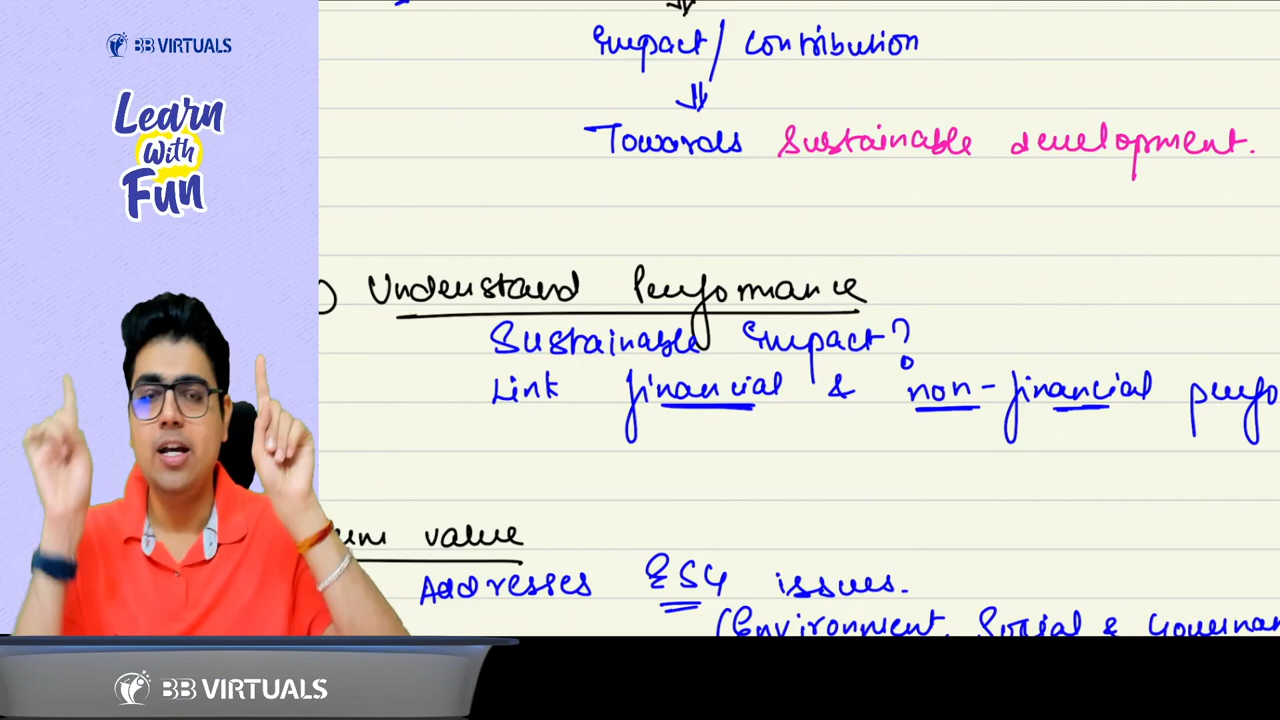 BB VIRTUALS
Learn
With
Fun
Impact / Contribution
Towards Sustainable development.
) Understand Performance
Sustainable Impact?
Link financial & non-financial perfo
value
Addresses ESG issues.
(Environment, Social & Governan
BB VIRTUALS